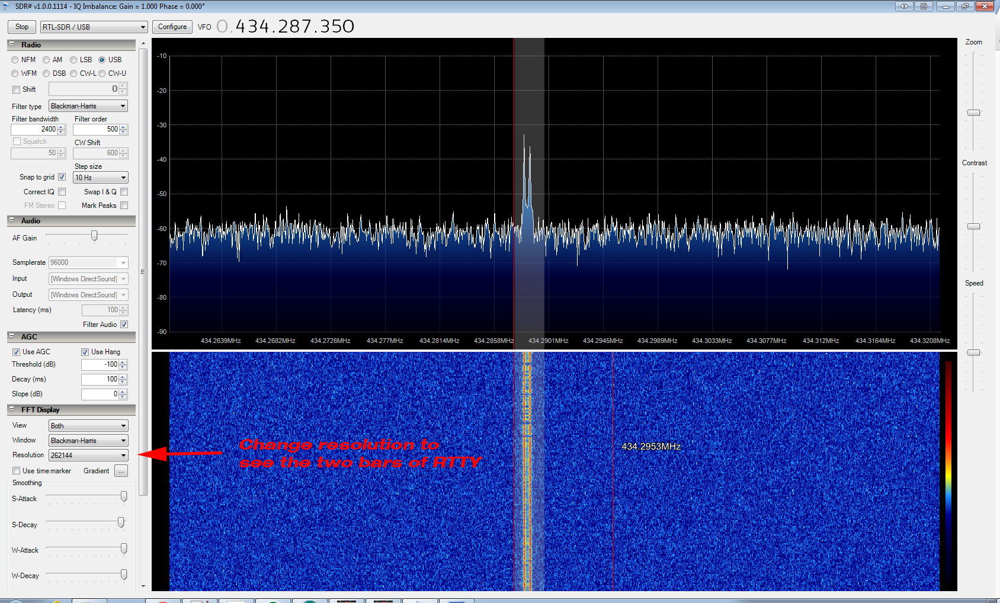 SDR# v1.0.0.1114 - IQ Imbalance: Gain = 1.000 Phase = 0.000°
Stop RTL-SDR / USB Configure VFO 0.434.287.350
Radio
NFM AM LSB USB
WFM DSB CW-L CW-U
Shift 0
Filter type Blackman-Harris
Filter bandwidth Filter order
2400 500
Squelch CW Shift
50 600
Step size
Snap to grid 10 Hz
Correct IQ Swap I & Q
FM Stereo Mark Peaks
Audio
AF Gain
Samplerate 96000
Input [Windows DirectSound]
Output [Windows DirectSound]
Latency (ms) 100
Filter Audio
AGC
Use AGC Use Hang
Threshold (dB) -100
Decay (ms) 100
Slope (dB) 0
FFT Display
View Both
Window Blackman-Harris
Resolution 262144
Use time marker Gradient ...
Smoothing
S-Attack
S-Decay
W-Attack
W-Decay
-10
-20
-30
-40
-50
-60
-70
-80
-90
434.2639MHz 434.2682MHz 434.2726MHz 434.277MHz 434.2814MHz 434.2858MHz 434.2901MHz 434.2945MHz 434.2989MHz 434.3033MHz 434.3077MHz 434.312MHz 434.3164MHz 434.3208MHz
Change resolution to
see the two bars of RTTY
434.2953MHz
Zoom
Contrast
Speed